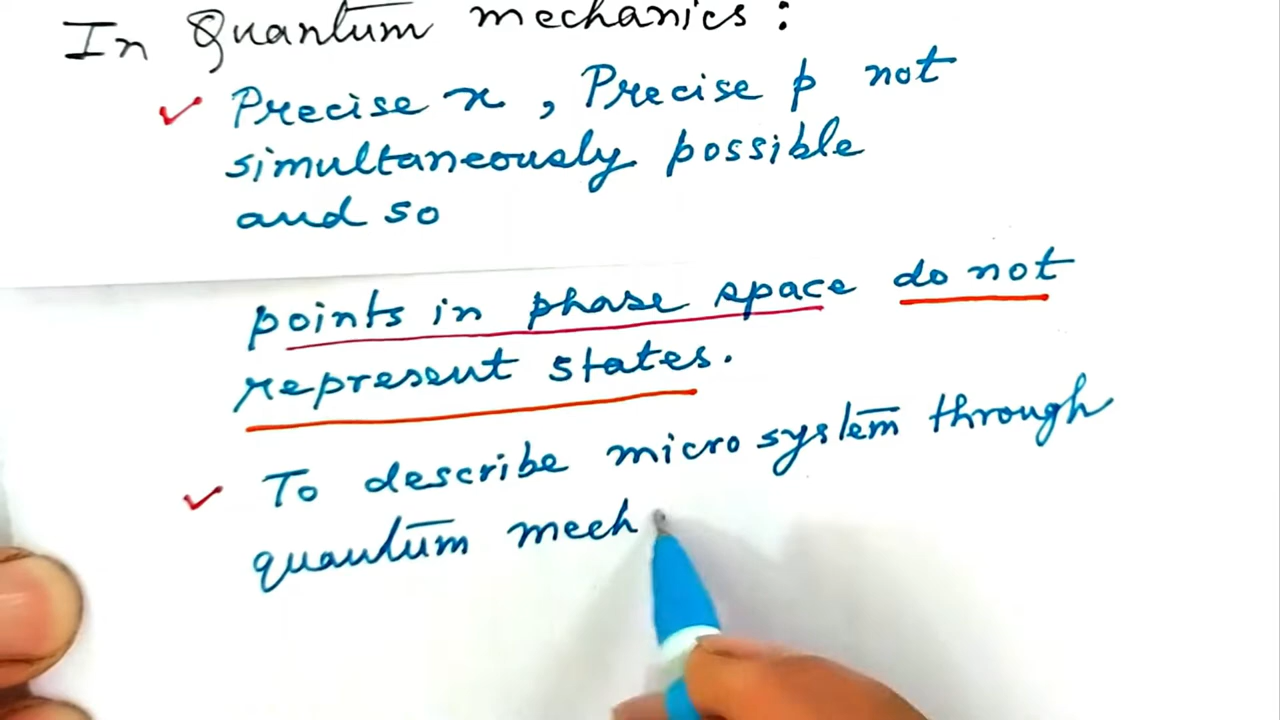 In Quantum mechanics :
✓ Precise x, Precise p not
simultaneously possible
and so
points in phase space do not
represent states.
✓ To describe micro system through
quantum mech